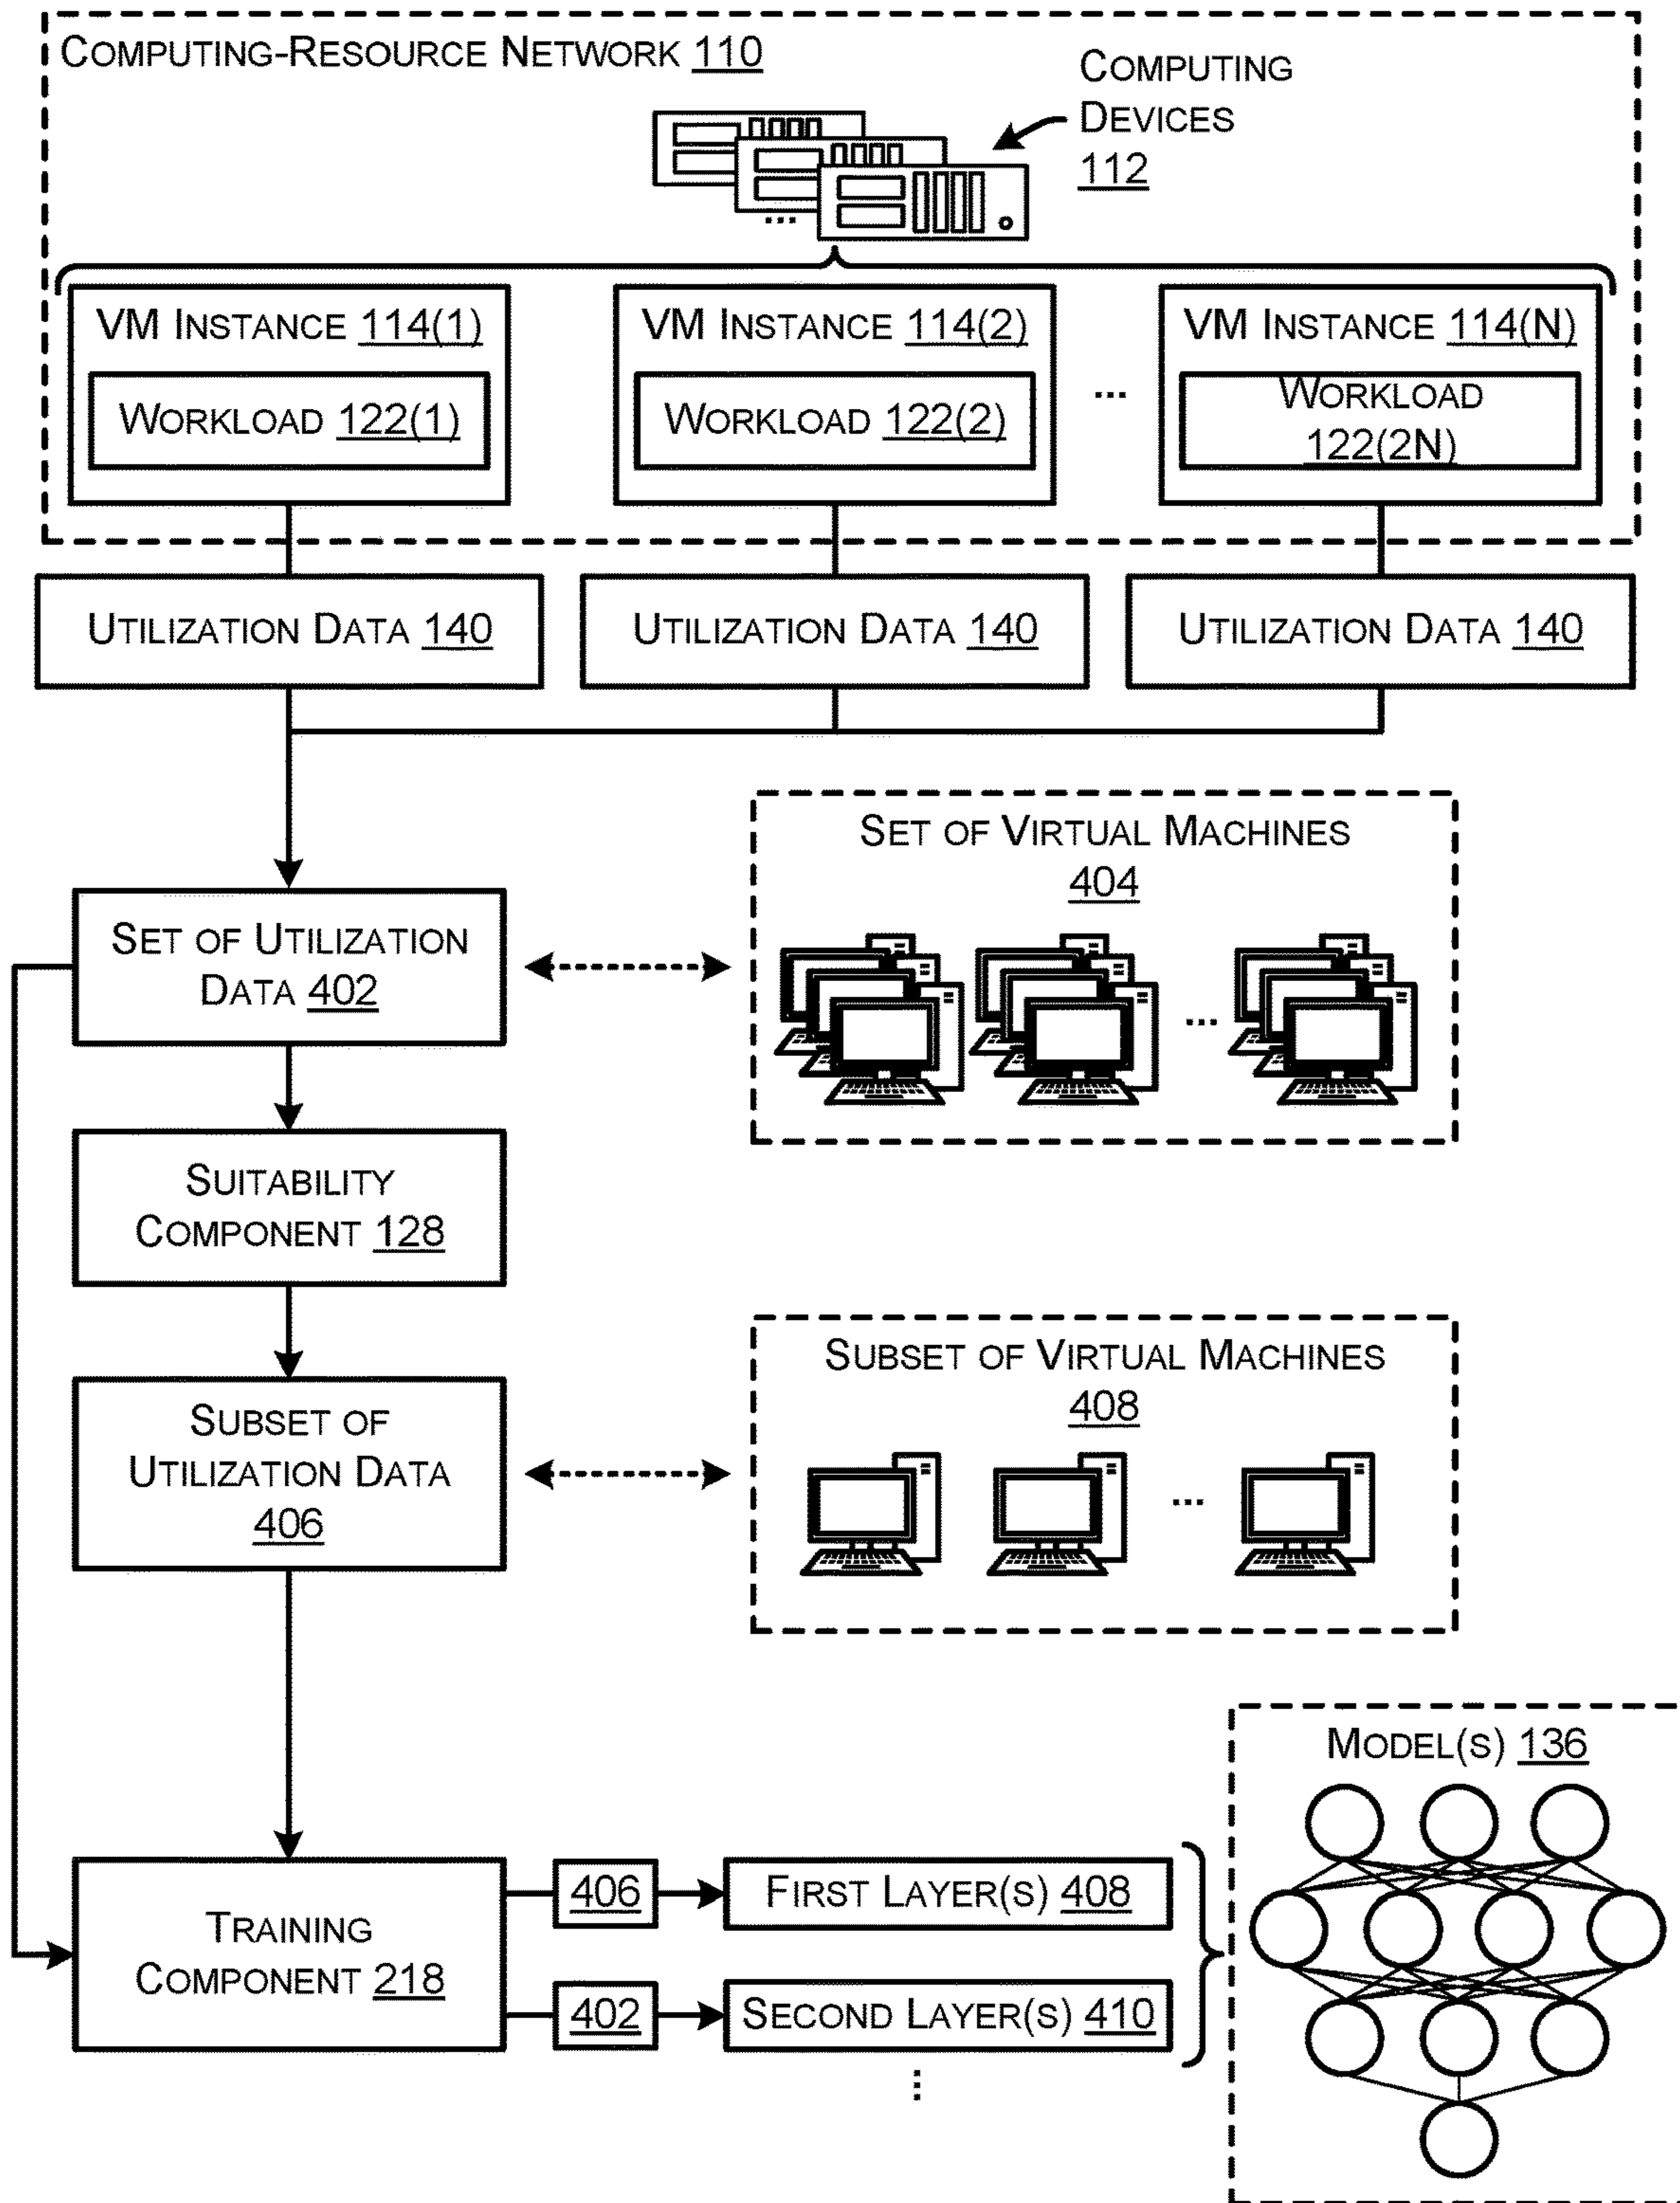 COMPUTING-RESOURCE NETWORK 110
COMPUTING
DEVICES
112
...
VM INSTANCE 114(1)
WORKLOAD 122(1)
VM INSTANCE 114(2)
WORKLOAD 122(2)
...
VM INSTANCE 114(N)
WORKLOAD
122(2N)
UTILIZATION DATA 140
UTILIZATION DATA 140
UTILIZATION DATA 140
SET OF VIRTUAL MACHINES
404
...
SET OF UTILIZATION
DATA 402
SUITABILITY
COMPONENT 128
SUBSET OF VIRTUAL MACHINES
408
...
SUBSET OF
UTILIZATION DATA
406
MODEL(S) 136
TRAINING
COMPONENT 218
406
FIRST LAYER(S) 408
402
SECOND LAYER(S) 410
...